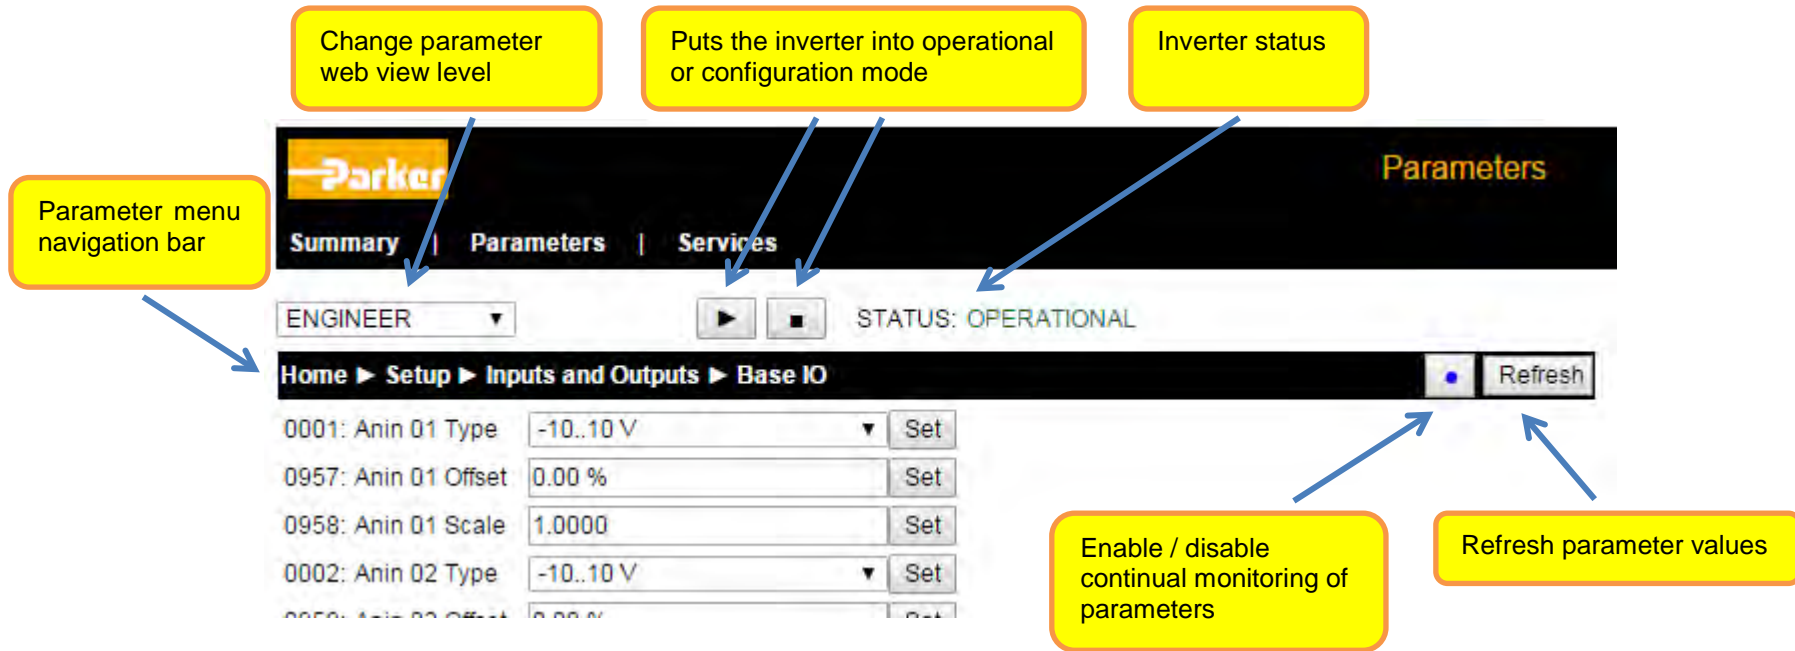 Change parameter
web view level
Puts the inverter into operational
or configuration mode
Inverter status
Parker
Parameters
Parameter menu
navigation bar
Summary | Parameters | Services
ENGINEER
STATUS: OPERATIONAL
Home ► Setup ► Inputs and Outputs ► Base IO
Refresh
0001: Anin 01 Type -10..10 V Set
0957: Anin 01 Offset 0.00 % Set
0958: Anin 01 Scale 1.0000 Set
0002: Anin 02 Type -10..10 V Set
Enable / disable
continual monitoring of
parameters
Refresh parameter values